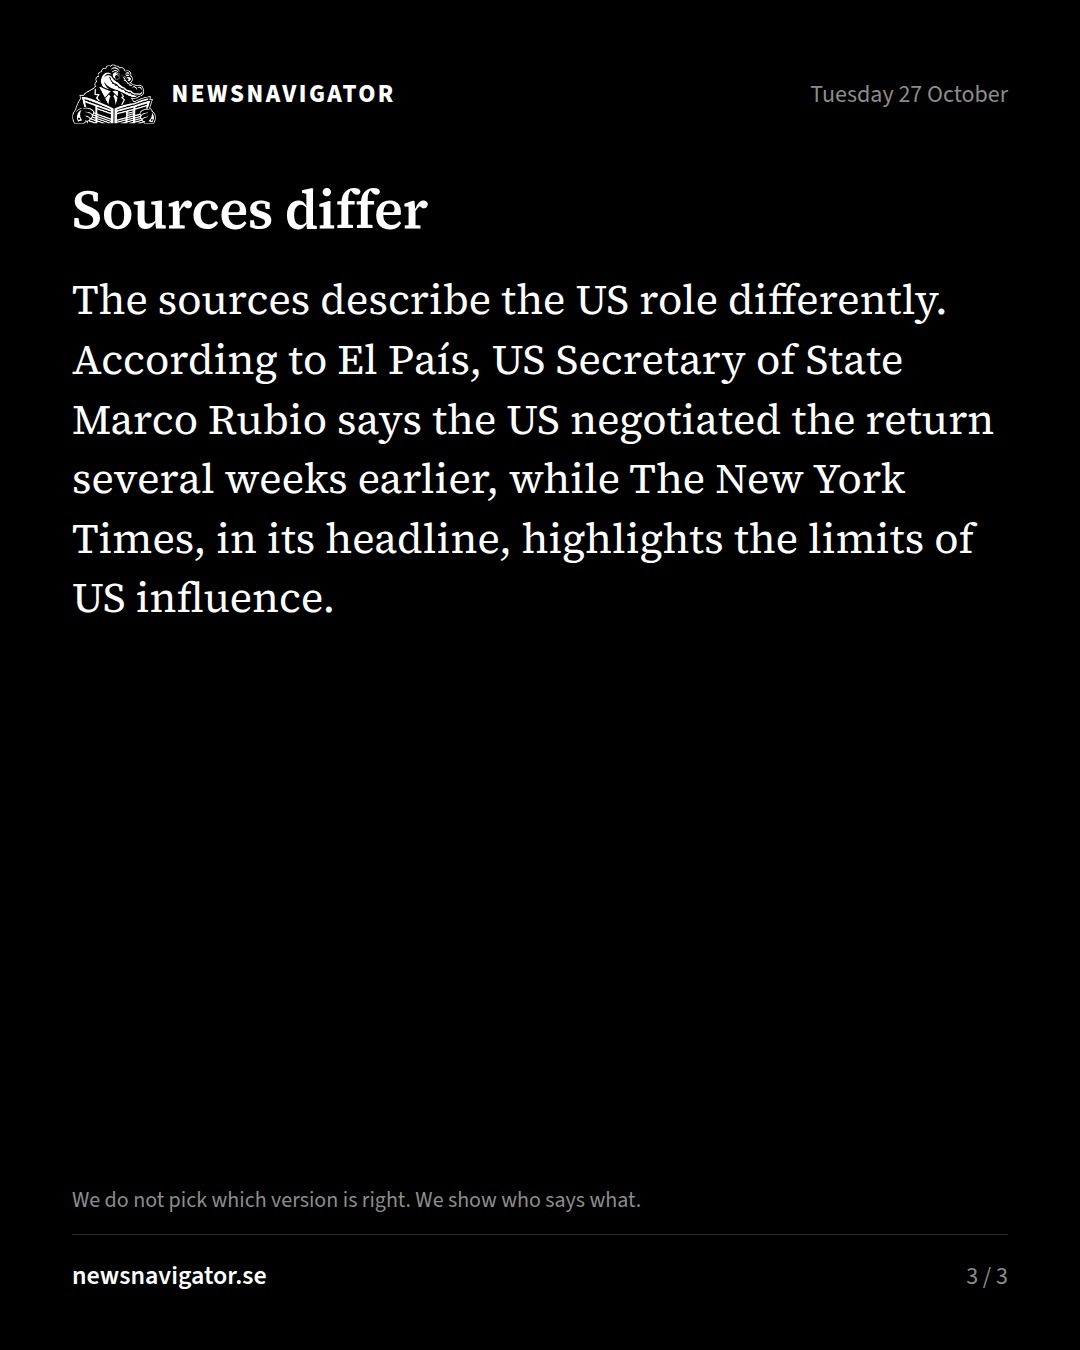 NEWSNAVIGATOR
Tuesday 27 October
Sources differ
The sources describe the US role differently.
According to El País, US Secretary of State
Marco Rubio says the US negotiated the return
several weeks earlier, while The New York
Times, in its headline, highlights the limits of
US influence.
We do not pick which version is right. We show who says what.
newsnavigator.se
3 / 3